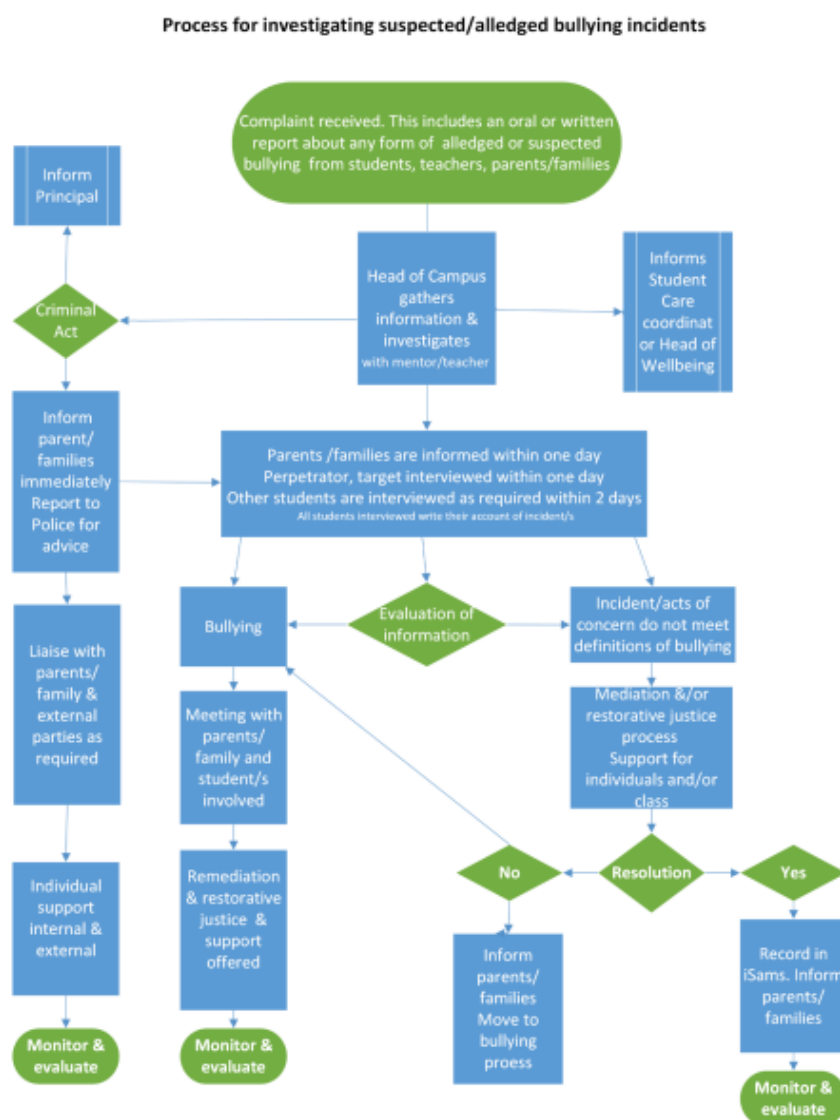 Process for investigating suspected/alledged bullying incidents
Complaint received. This includes an oral or written
report about any form of alledged or suspected
bullying from students, teachers, parents/families
Inform
Principal
Head of Campus
gathers
information &
investigates
with mentor/teacher
Informs
Student
Care
coordinat
or Head of
Wellbeing
Criminal
Act
Inform
parent/
families
immediately
Report to
Police for
advice
Parents /families are informed within one day
Perpetrator, target interviewed within one day
Other students are interviewed as required within 2 days
All students interviewed write their account of incident/s
Bullying
Evaluation of
information
Incident/acts of
concern do not meet
definitions of bullying
Liaise with
parents/
family &
external
parties as
required
Meeting with
parents/
family and
student/s
involved
Mediation &/or
restorative justice
process
Support for
individuals and/or
class
Individual
support
internal &
external
Remediation
& restorative
justice &
support
offered
No
Resolution
Yes
Inform
parents/
families
Move to
bullying
proess
Record in
iSams. Inform
parents/
families
Monitor &
evaluate
Monitor &
evaluate
Monitor &
evaluate